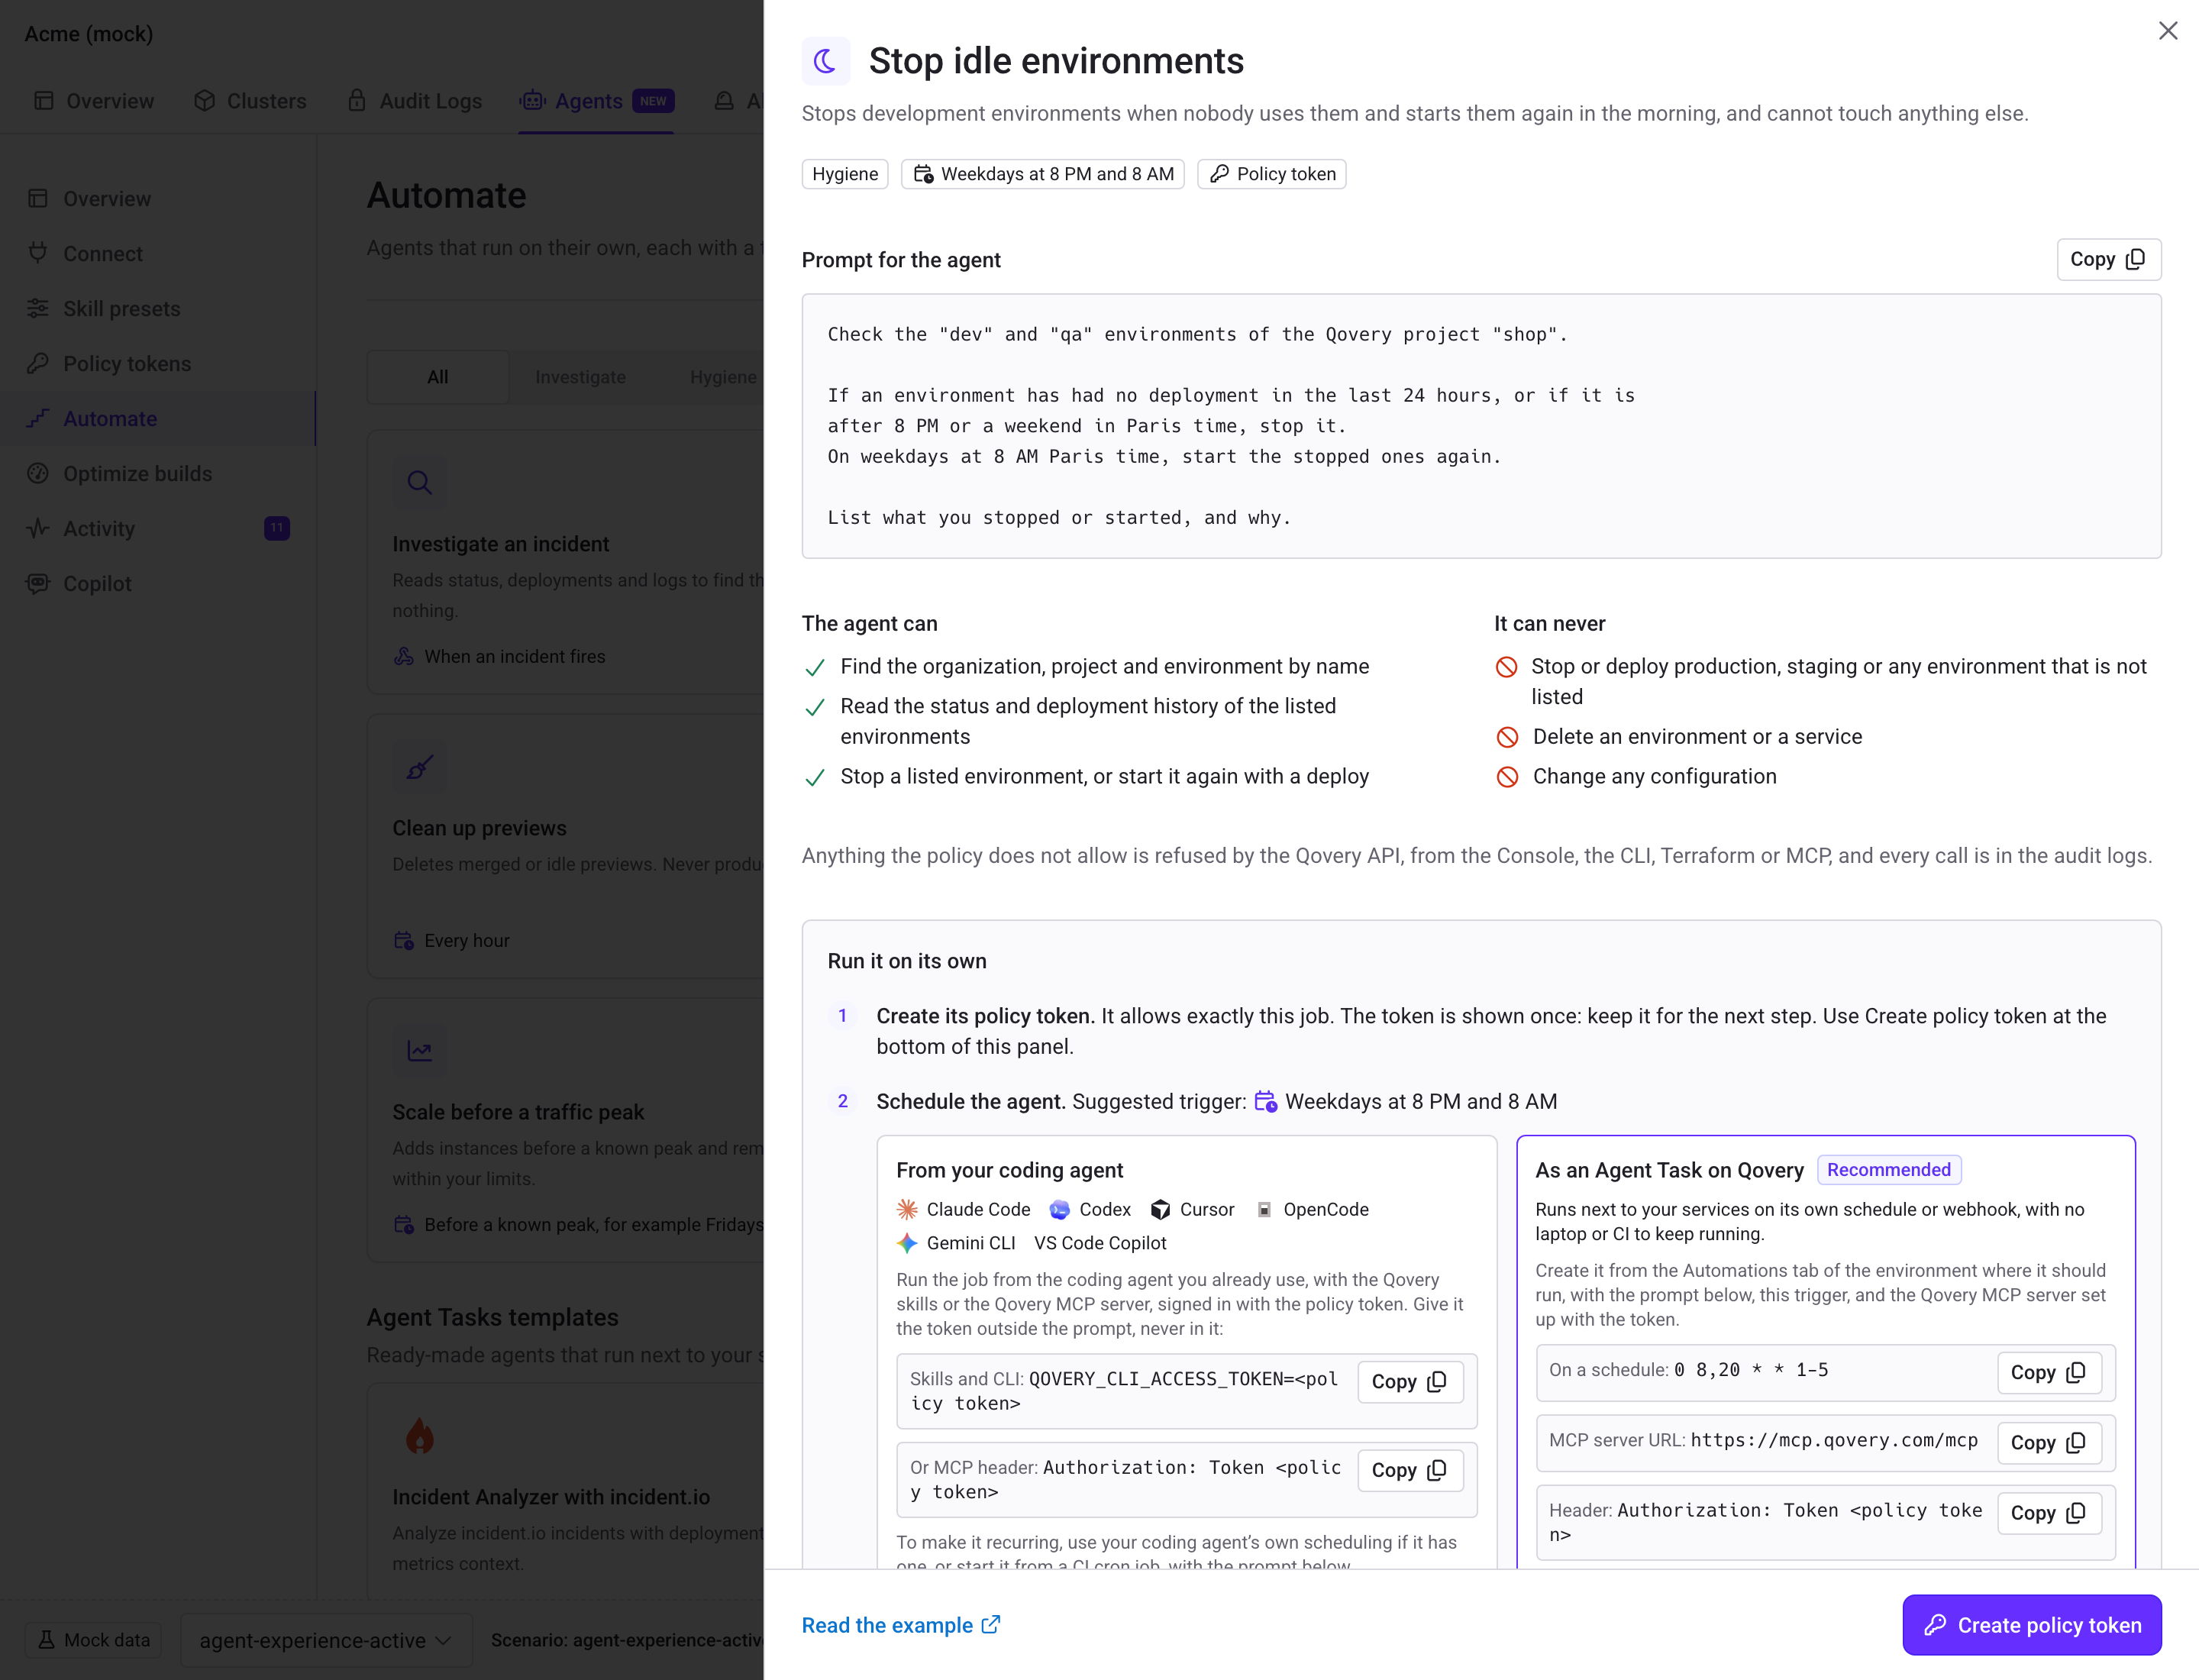 Acme (mock)
Overview
Clusters
Audit Logs
Agents NEW
Al
Overview
Connect
Skill presets
Policy tokens
Automate
Optimize builds
Activity 11
Copilot
Automate
Agents that run on their own, each with a
All
Investigate
Hygiene
Investigate an incident
Reads status, deployments and logs to find th
nothing.
When an incident fires
Clean up previews
Deletes merged or idle previews. Never produ
Every hour
Scale before a traffic peak
Adds instances before a known peak and rem
within your limits.
Before a known peak, for example Fridays
Agent Tasks templates
Ready-made agents that run next to your s
Incident Analyzer with incident.io
Analyze incident.io incidents with deployment
metrics context.
Mock data
agent-experience-active
Scenario: agent-experience-activ
Stop idle environments
Stops development environments when nobody uses them and starts them again in the morning, and cannot touch anything else.
Hygiene
Weekdays at 8 PM and 8 AM
Policy token
Prompt for the agent
Copy
Check the "dev" and "qa" environments of the Qovery project "shop".
If an environment has had no deployment in the last 24 hours, or if it is
after 8 PM or a weekend in Paris time, stop it.
On weekdays at 8 AM Paris time, start the stopped ones again.
List what you stopped or started, and why.
The agent can
Find the organization, project and environment by name
Read the status and deployment history of the listed
environments
Stop a listed environment, or start it again with a deploy
It can never
Stop or deploy production, staging or any environment that is not
listed
Delete an environment or a service
Change any configuration
Anything the policy does not allow is refused by the Qovery API, from the Console, the CLI, Terraform or MCP, and every call is in the audit logs.
Run it on its own
1 Create its policy token. It allows exactly this job. The token is shown once: keep it for the next step. Use Create policy token at the
bottom of this panel.
2 Schedule the agent. Suggested trigger: Weekdays at 8 PM and 8 AM
From your coding agent
Claude Code Codex Cursor OpenCode
Gemini CLI VS Code Copilot
Run the job from the coding agent you already use, with the Qovery
skills or the Qovery MCP server, signed in with the policy token. Give it
the token outside the prompt, never in it:
Skills and CLI: QOVERY_CLI_ACCESS_TOKEN=<pol
icy token>
Copy
Or MCP header: Authorization: Token <polic
y token>
Copy
To make it recurring, use your coding agent’s own scheduling if it has
one, or start it from a CI cron job, with the prompt below
As an Agent Task on Qovery Recommended
Runs next to your services on its own schedule or webhook, with no
laptop or CI to keep running.
Create it from the Automations tab of the environment where it should
run, with the prompt below, this trigger, and the Qovery MCP server set
up with the token.
On a schedule: 0 8,20 * * 1-5
Copy
MCP server URL: https://mcp.qovery.com/mcp
Copy
Header: Authorization: Token <policy toke
n>
Copy
Read the example
Create policy token